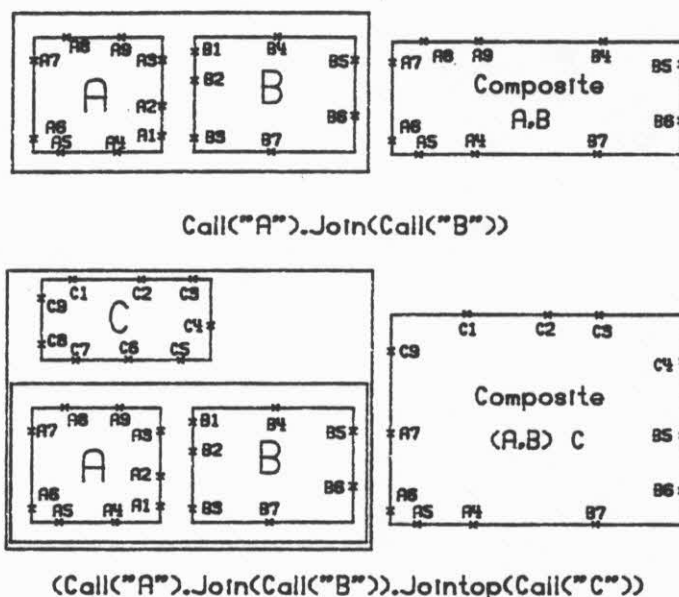 A8 A9 B4 A8 A9 B4
A7 A3 B1 B5 A7 B5
A B B2 Composite
A2 B6 A,B B6
A6 A1 B3 A6
A5 A4 B7 A5 A4 B7
Call("A").Join(Call("B"))
C1 C2 C3 C1 C2 C3
C9 C C4 C9 C4
C8 C7 C6 C5
Composite
(A,B) C
A8 A9 B4
A7 A3 B1 B5 A7 B5
A B B2
A2 B6 B6
A6 A1 B3 A6
A5 A4 B7 A5 A4 B7
(Call("A").Join(Call("B")).Jointop(Call("C"))